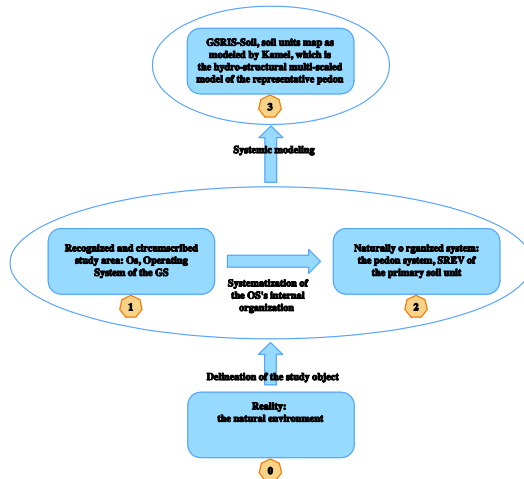 GSRIS-Soil, soil units map as
modeled by Kamel, which is
the hydro-structural multi-scaled
model of the representative pedon
3
Systemic modeling
Recognized and circumscribed
study area: Os, Operating
System of the GS
1
Systematization of
the OS's internal
organization
Naturally o rganized system:
the pedon system, SREV of
the primary soil unit
2
Delineation of the study object
Reality:
the natural environment
0